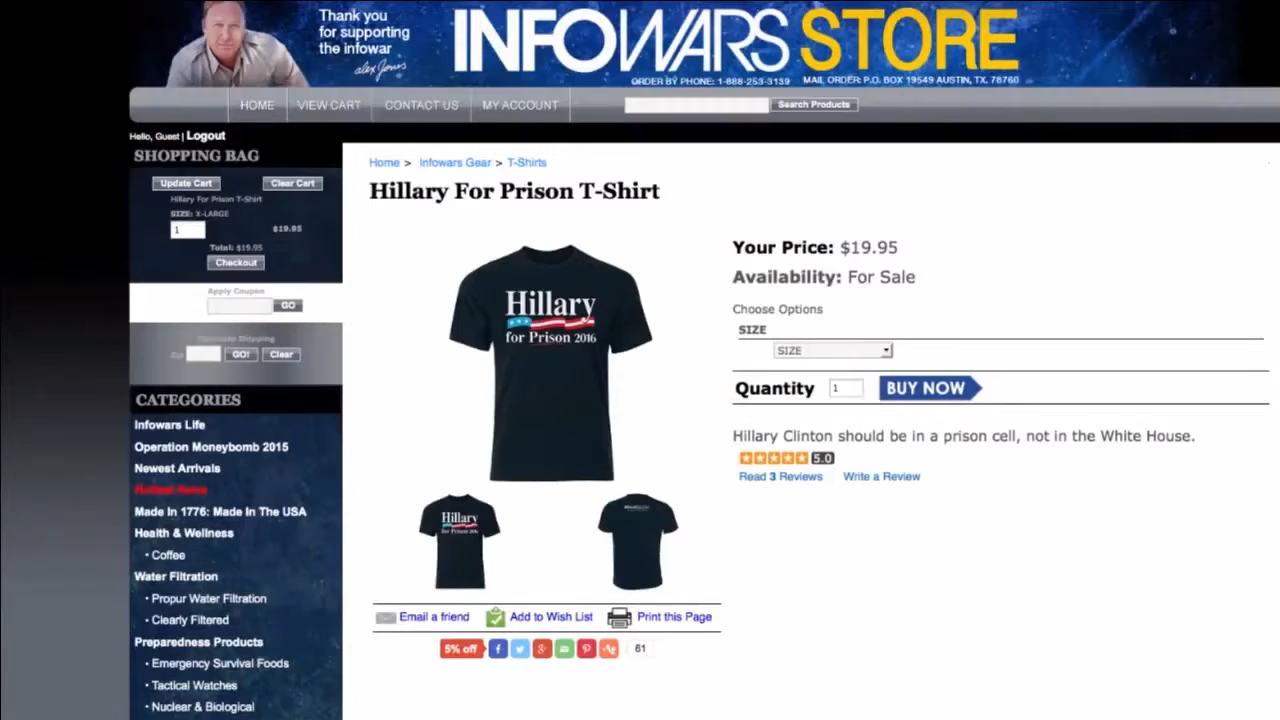 Thank you
for supporting
the infowar
alex Jones
INFOWARS STORE
ORDER BY PHONE: 1-888-253-3139 MAIL ORDER: P.O. BOX 19549 AUSTIN, TX. 78760
HOME VIEW CART CONTACT US MY ACCOUNT Search Products
Hello, Guest | Logout
SHOPPING BAG
Update Cart Clear Cart
Hillary For Prison T-Shirt
SIZE: X-LARGE
1 $19.95
Total: $19.95
Checkout
Apply Coupon
GO
Shipping
Zip GO! Clear
CATEGORIES
Infowars Life
Operation Moneybomb 2015
Newest Arrivals
Made In 1776: Made In The USA
Health & Wellness
• Coffee
Water Filtration
• Propur Water Filtration
• Clearly Filtered
Preparedness Products
• Emergency Survival Foods
• Tactical Watches
• Nuclear & Biological
Home > Infowars Gear > T-Shirts
Hillary For Prison T-Shirt
Hillary
for Prison 2016
Hillary
for Prison 2016
Email a friend Add to Wish List Print this Page
5% off 61
Your Price: $19.95
Availability: For Sale
Choose Options
SIZE
SIZE
Quantity 1 BUY NOW
Hillary Clinton should be in a prison cell, not in the White House.
5.0
Read 3 Reviews Write a Review